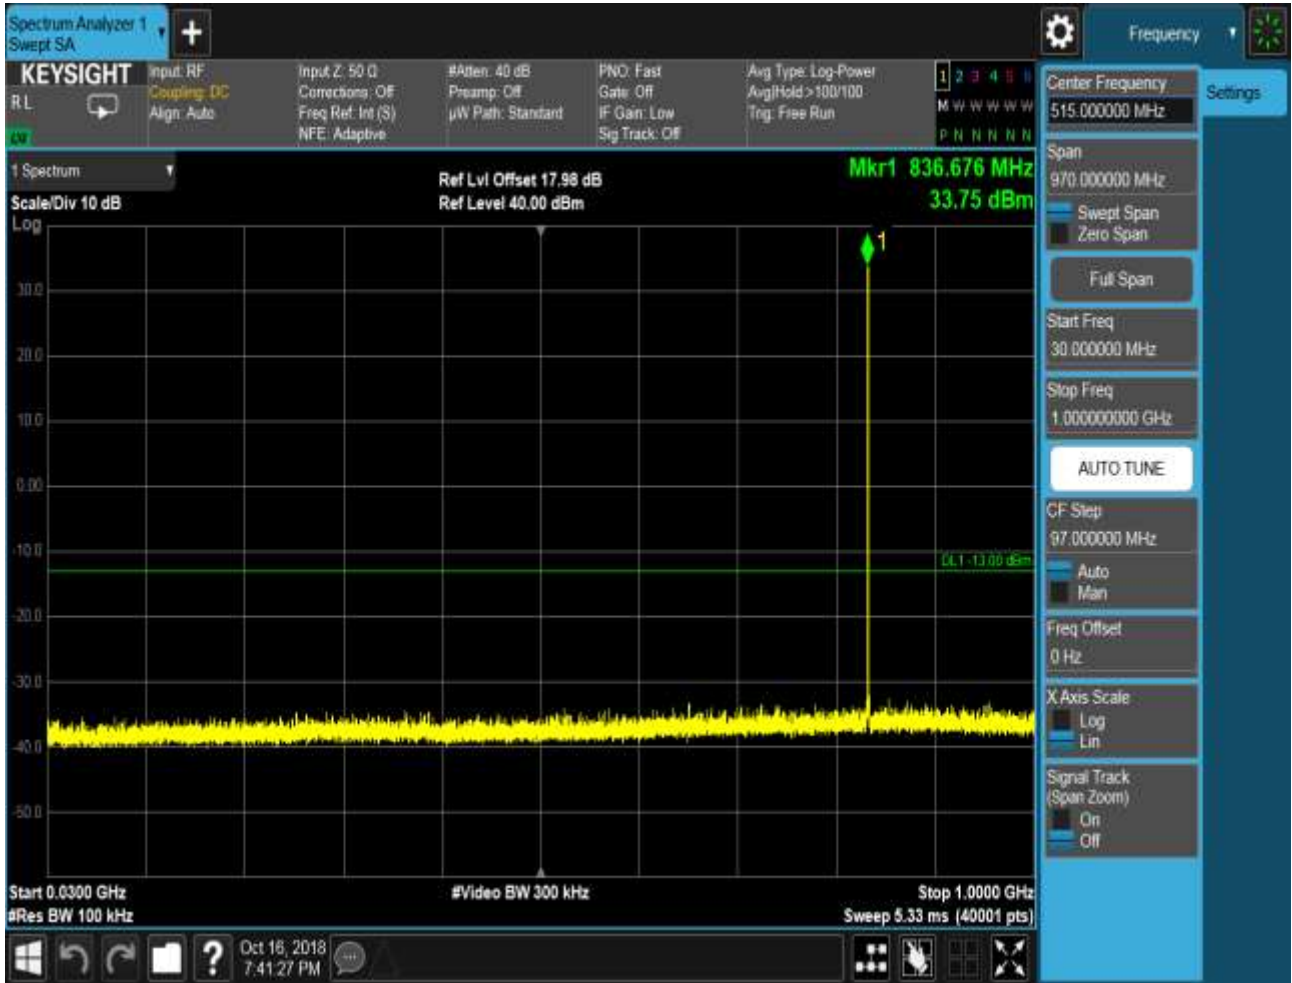 Spectrum Analyzer 1
Swept SA
Frequency
KEYSIGHT
Input: RF
Input Z: 50 Ω
#Atten: 40 dB
PNO: Fast
Avg Type: Log-Power
1 2 3 4 5 6
RL
Coupling: DC
Corrections: Off
Preamp: Off
Gate: Off
Avg|Hold:>100/100
M W W W W W
Align: Auto
Freq Ref: Int (S)
µW Path: Standard
IF Gain: Low
Trig: Free Run
NFE: Adaptive
Sig Track: Off
P N N N N N
LXI
1 Spectrum
Ref Lvl Offset 17.98 dB
Mkr1 836.676 MHz
Scale/Div 10 dB
Ref Level 40.00 dBm
33.75 dBm
Log
1
30.0
20.0
10.0
0.00
-10.0
DL1 -13.00 dBm
-20.0
-30.0
-40.0
-50.0
Start 0.0300 GHz
#Video BW 300 kHz
Stop 1.0000 GHz
#Res BW 100 kHz
Sweep 5.33 ms (40001 pts)
?
Oct 16, 2018
7:41:27 PM
Center Frequency
515.000000 MHz
Settings
Span
970.000000 MHz
Swept Span
Zero Span
Full Span
Start Freq
30.000000 MHz
Stop Freq
1.000000000 GHz
AUTO TUNE
CF Step
97.000000 MHz
Auto
Man
Freq Offset
0 Hz
X Axis Scale
Log
Lin
Signal Track
(Span Zoom)
On
Off